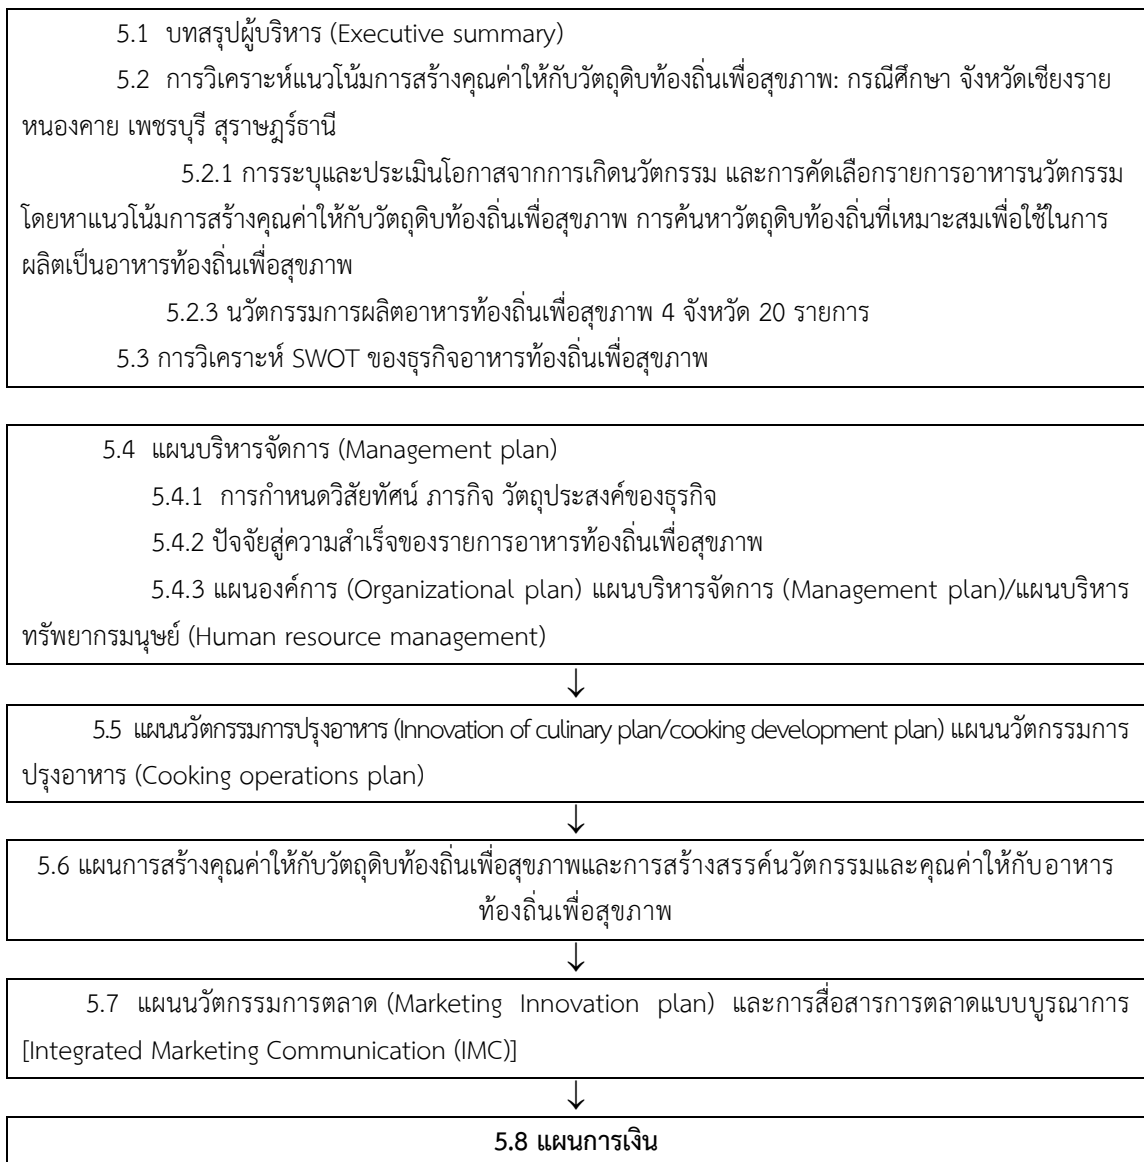 5.1 บทสรุปผู้บริหาร (Executive summary)
5.2 การวิเคราะห์แนวโน้มการสร้างคุณค่าให้กับวัตถุดิบท้องถิ่นเพื่อสุขภาพ: กรณีศึกษา จังหวัดเชียงราย
หนองคาย เพชรบุรี สุราษฎร์ธานี
5.2.1 การระบุและประเมินโอกาสจากการเกิดนวัตกรรม และการคัดเลือกรายการอาหารนวัตกรรม
โดยหาแนวโน้มการสร้างคุณค่าให้กับวัตถุดิบท้องถิ่นเพื่อสุขภาพ การค้นหาวัตถุดิบท้องถิ่นที่เหมาะสมเพื่อใช้ในการ
ผลิตเป็นอาหารท้องถิ่นเพื่อสุขภาพ
5.2.3 นวัตกรรมการผลิตอาหารท้องถิ่นเพื่อสุขภาพ 4 จังหวัด 20 รายการ
5.3 การวิเคราะห์ SWOT ของธุรกิจอาหารท้องถิ่นเพื่อสุขภาพ
5.4 แผนบริหารจัดการ (Management plan)
5.4.1 การกำหนดวิสัยทัศน์ ภารกิจ วัตถุประสงค์ของธุรกิจ
5.4.2 ปัจจัยสู่ความสำเร็จของรายการอาหารท้องถิ่นเพื่อสุขภาพ
5.4.3 แผนองค์การ (Organizational plan) แผนบริหารจัดการ (Management plan)/แผนบริหาร
ทรัพยากรมนุษย์ (Human resource management)
↓
5.5 แผนนวัตกรรมการปรุงอาหาร (Innovation of culinary plan/cooking development plan) แผนนวัตกรรมการ
ปรุงอาหาร (Cooking operations plan)
↓
5.6 แผนการสร้างคุณค่าให้กับวัตถุดิบท้องถิ่นเพื่อสุขภาพและการสร้างสรรค์นวัตกรรมและคุณค่าให้กับอาหาร
ท้องถิ่นเพื่อสุขภาพ
↓
5.7 แผนนวัตกรรมการตลาด (Marketing Innovation plan) และการสื่อสารการตลาดแบบบูรณาการ
[Integrated Marketing Communication (IMC)]
↓
5.8 แผนการเงิน